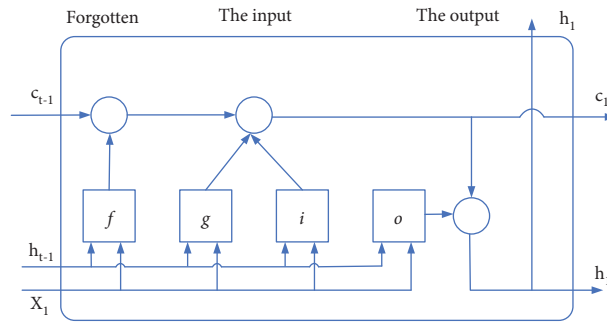 Forgotten The input The output h₁
cₜ₋₁ c₁
f g i o
hₜ₋₁
X₁ h₁